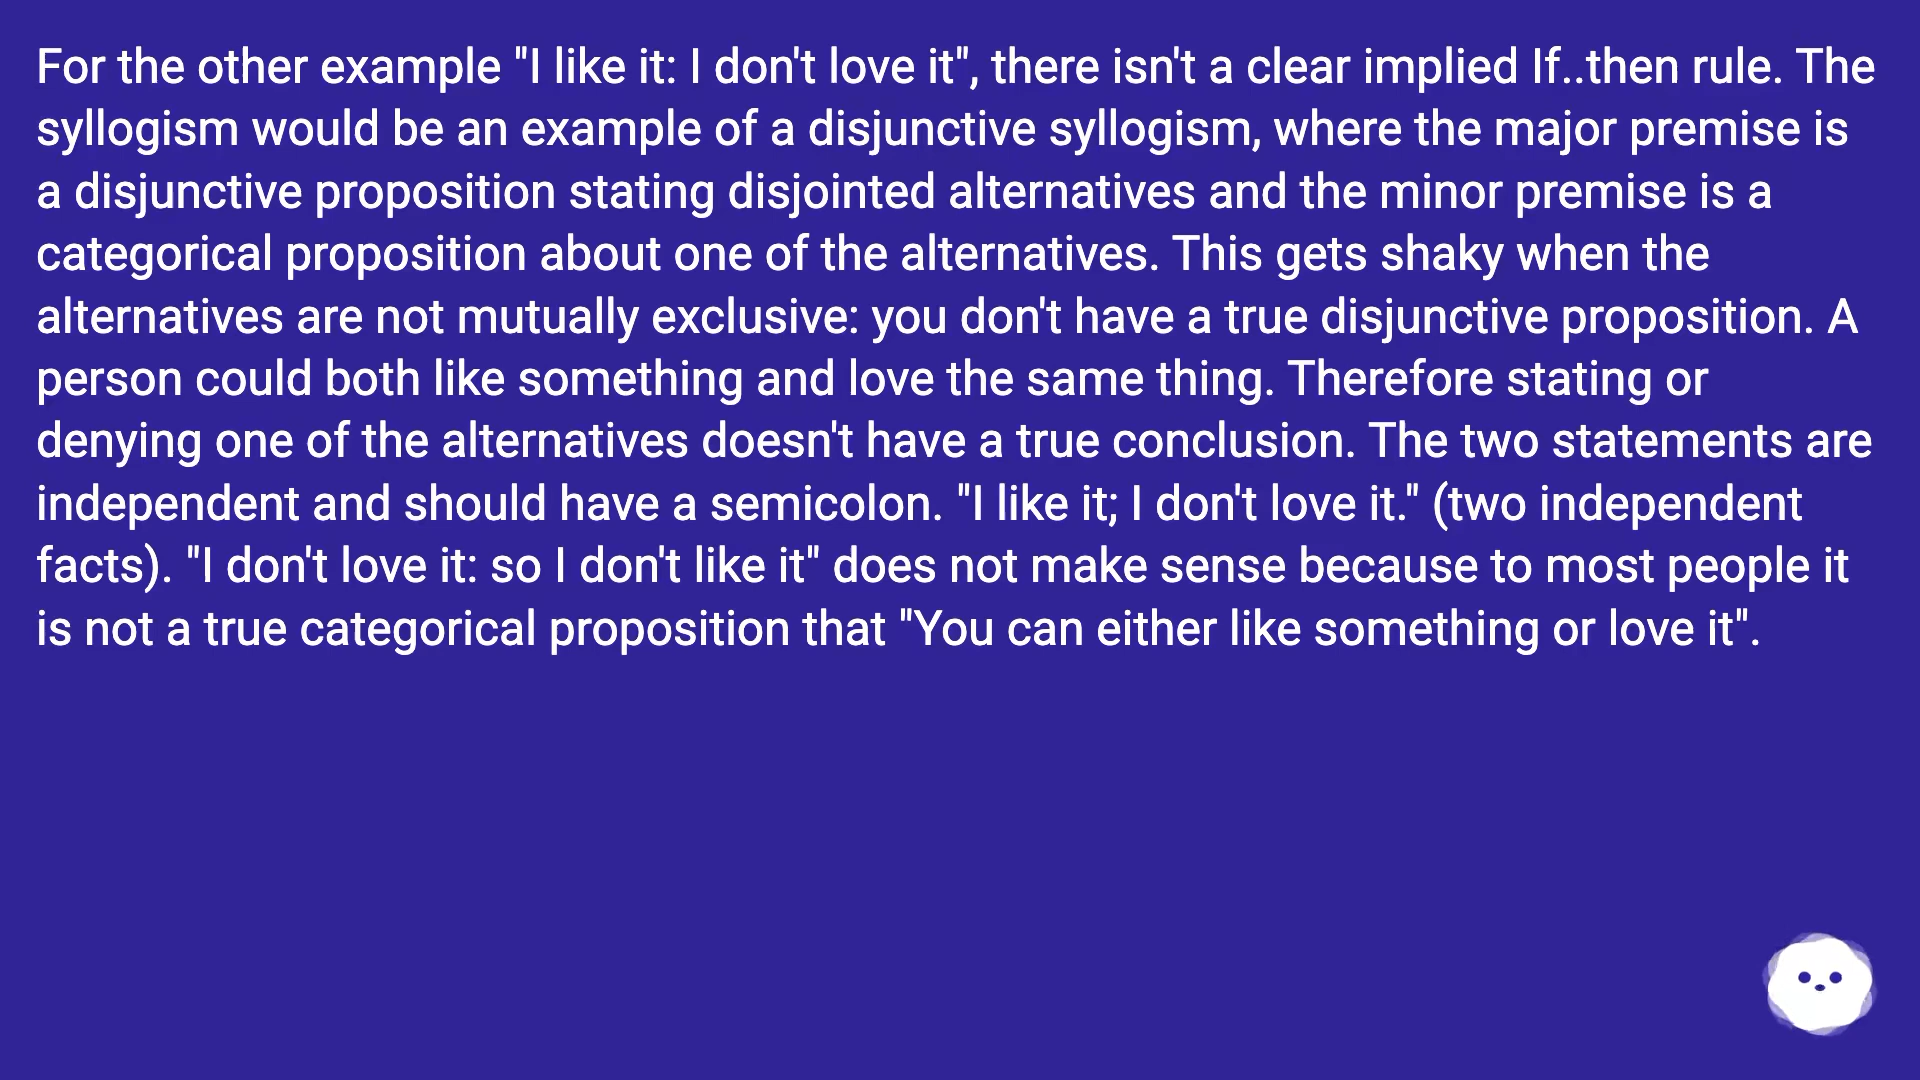 For the other example "I like it: I don't love it", there isn't a clear implied If..then rule. The
syllogism would be an example of a disjunctive syllogism, where the major premise is
a disjunctive proposition stating disjointed alternatives and the minor premise is a
categorical proposition about one of the alternatives. This gets shaky when the
alternatives are not mutually exclusive: you don't have a true disjunctive proposition. A
person could both like something and love the same thing. Therefore stating or
denying one of the alternatives doesn't have a true conclusion. The two statements are
independent and should have a semicolon. "I like it; I don't love it." (two independent
facts). "I don't love it: so I don't like it" does not make sense because to most people it
is not a true categorical proposition that "You can either like something or love it".